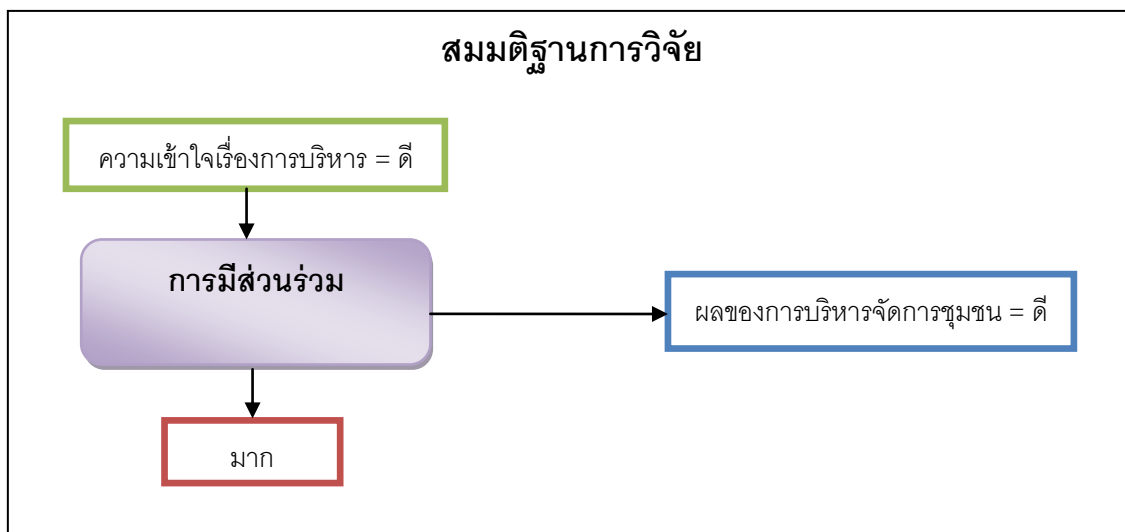 สมมติฐานการวิจัย
ความเข้าใจเรื่องการบริหาร = ดี
การมีส่วนร่วม
ผลของการบริหารจัดการชุมชน = ดี
มาก